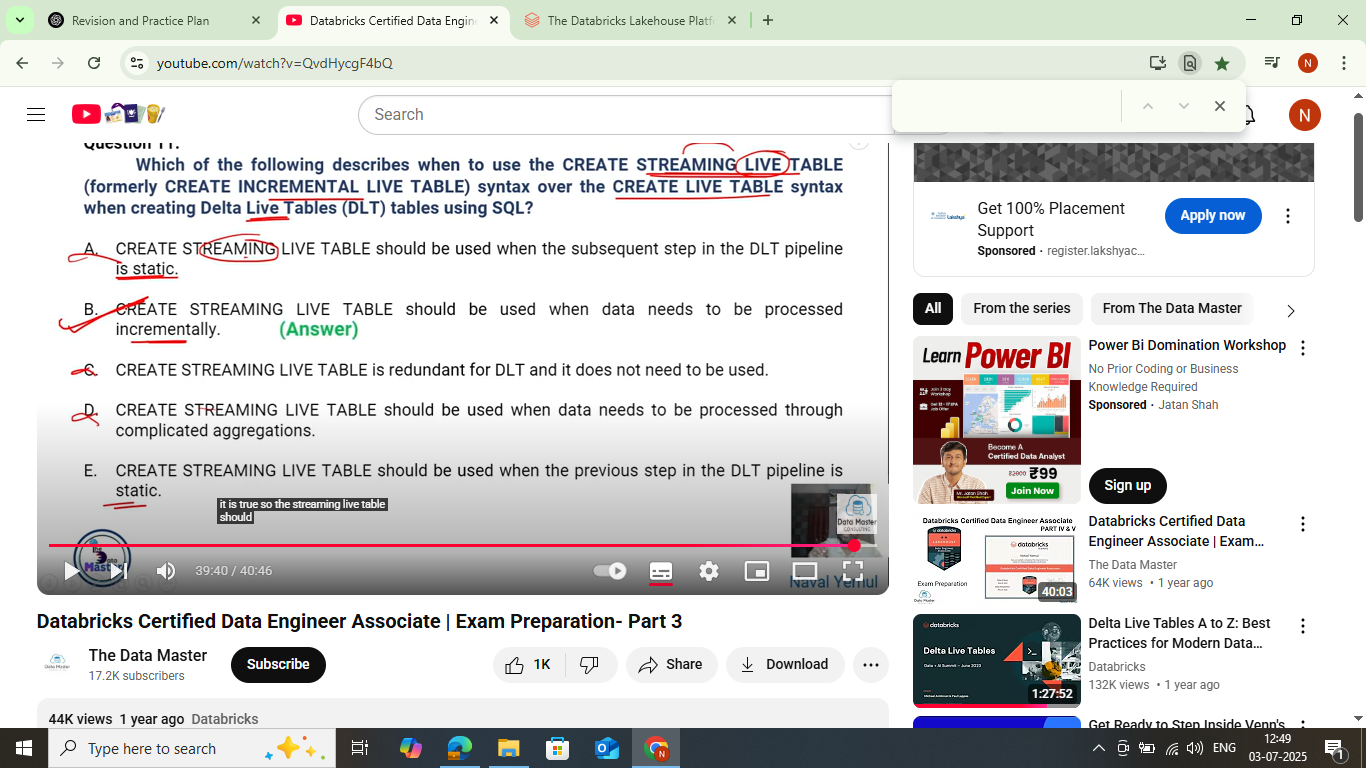 Revision and Practice Plan
Databricks Certified Data Engine
The Databricks Lakehouse Platf
youtube.com/watch?v=QvdHycgF4bQ
N
Search
N
Question 11:
Which of the following describes when to use the CREATE STREAMING LIVE TABLE
(formerly CREATE INCREMENTAL LIVE TABLE) syntax over the CREATE LIVE TABLE syntax
when creating Delta Live Tables (DLT) tables using SQL?
A. CREATE STREAMING LIVE TABLE should be used when the subsequent step in the DLT pipeline
is static.
B. CREATE STREAMING LIVE TABLE should be used when data needs to be processed
incrementally. (Answer)
C. CREATE STREAMING LIVE TABLE is redundant for DLT and it does not need to be used.
D. CREATE STREAMING LIVE TABLE should be used when data needs to be processed through
complicated aggregations.
E. CREATE STREAMING LIVE TABLE should be used when the previous step in the DLT pipeline is
static.
it is true so the streaming live table
should
Data Master
Naval Yemul
39:40 / 40:46
Databricks Certified Data Engineer Associate | Exam Preparation- Part 3
The Data Master
17.2K subscribers
Subscribe
1K
Share
Download
44K views 1 year ago Databricks
Get 100% Placement
Support
Sponsored · register.lakshyac...
Apply now
All
From the series
From The Data Master
Learn Power BI
Become A
Certified Data Analyst
₹99
Join Now
Power Bi Domination Workshop
No Prior Coding or Business
Knowledge Required
Sponsored · Jatan Shah
Sign up
Databricks Certified Data Engineer Associate
PART IV & V
databricks
Exam Preparation
40:03
Databricks Certified Data
Engineer Associate | Exam...
The Data Master
64K views • 1 year ago
databricks
Delta Live Tables
1:27:52
Delta Live Tables A to Z: Best
Practices for Modern Data...
Databricks
132K views • 1 year ago
Get Ready to Step Inside Venn's
Type here to search
ENG
12:49
03-07-2025
1